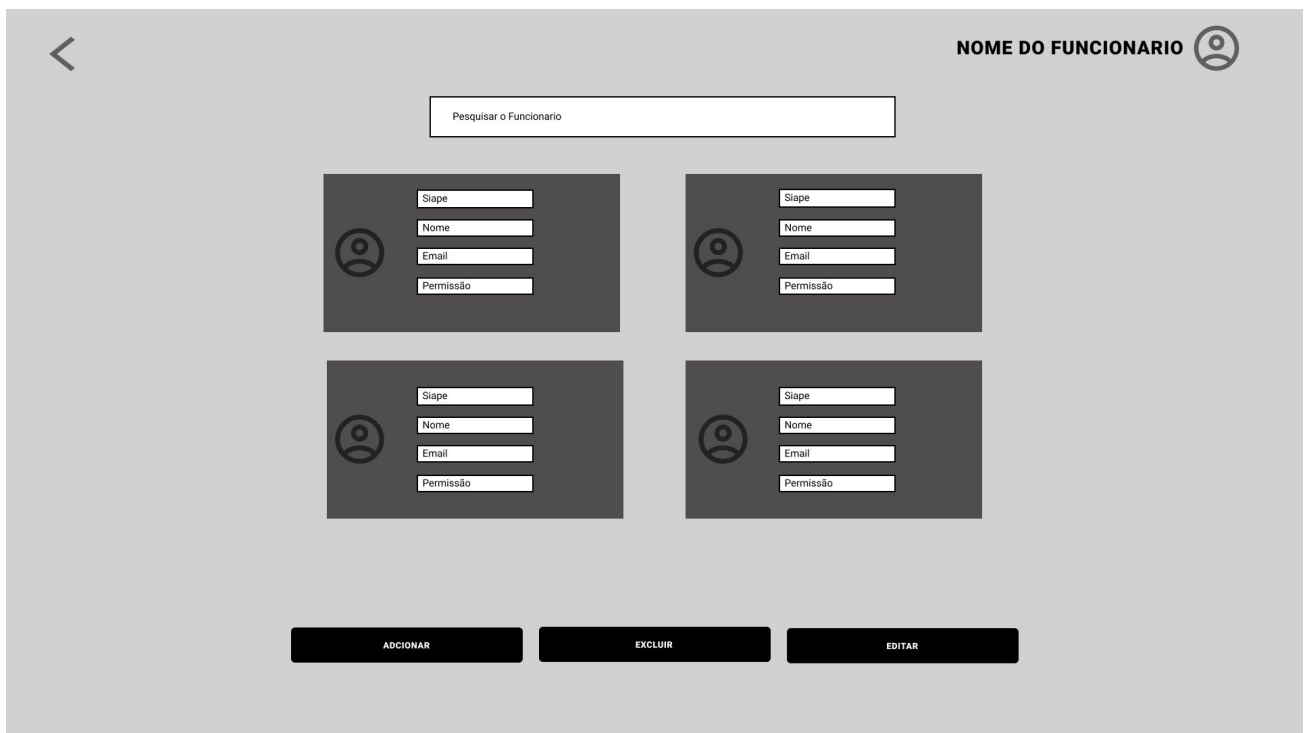 NOME DO FUNCIONARIO
Pesquisar o Funcionario
Siape
Nome
Email
Permissão
Siape
Nome
Email
Permissão
Siape
Nome
Email
Permissão
Siape
Nome
Email
Permissão
ADCIONAR
EXCLUIR
EDITAR